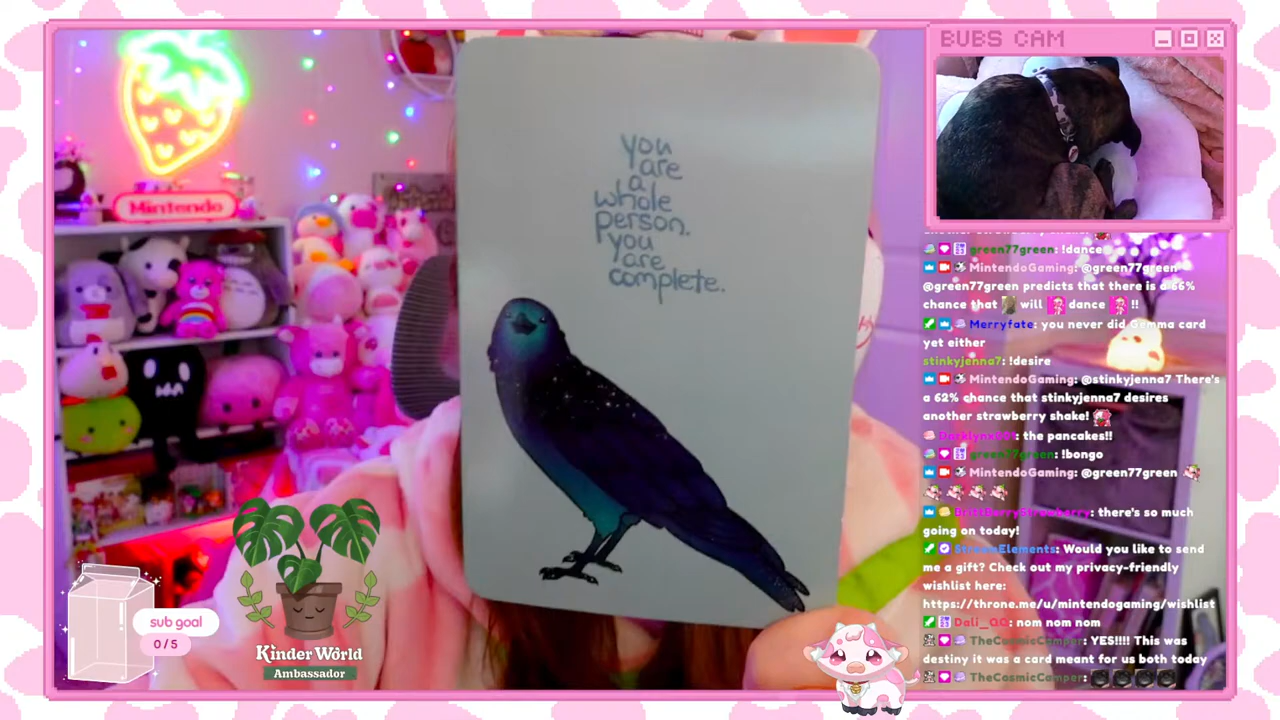 BUBS CAM
Mintendo
you
are
a
whole
person.
you
are
complete.
green77green: !dance
MintendoGaming: @green77green
@green77green predicts that there is a 66%
chance that will dance !!
Merryfate: you never did Gemma card
yet either
stinkyjenna7: !desire
MintendoGaming: @stinkyjenna7 There's
a 62% chance that stinkyjenna7 desires
another strawberry shake!
the pancakes!!
green77green: !bongo
MintendoGaming: @green77green
there's so much
going on today!
StreamElements: Would you like to send
me a gift? Check out my privacy-friendly
wishlist here:
https://throne.me/u/mintendogaming/wishlist
Dali_QQ: nom nom nom
TheCosmicCamper: YES!!!! This was
destiny it was a card meant for us both today
TheCosmicCamper:
sub goal
0/5
Kinder World
Ambassador